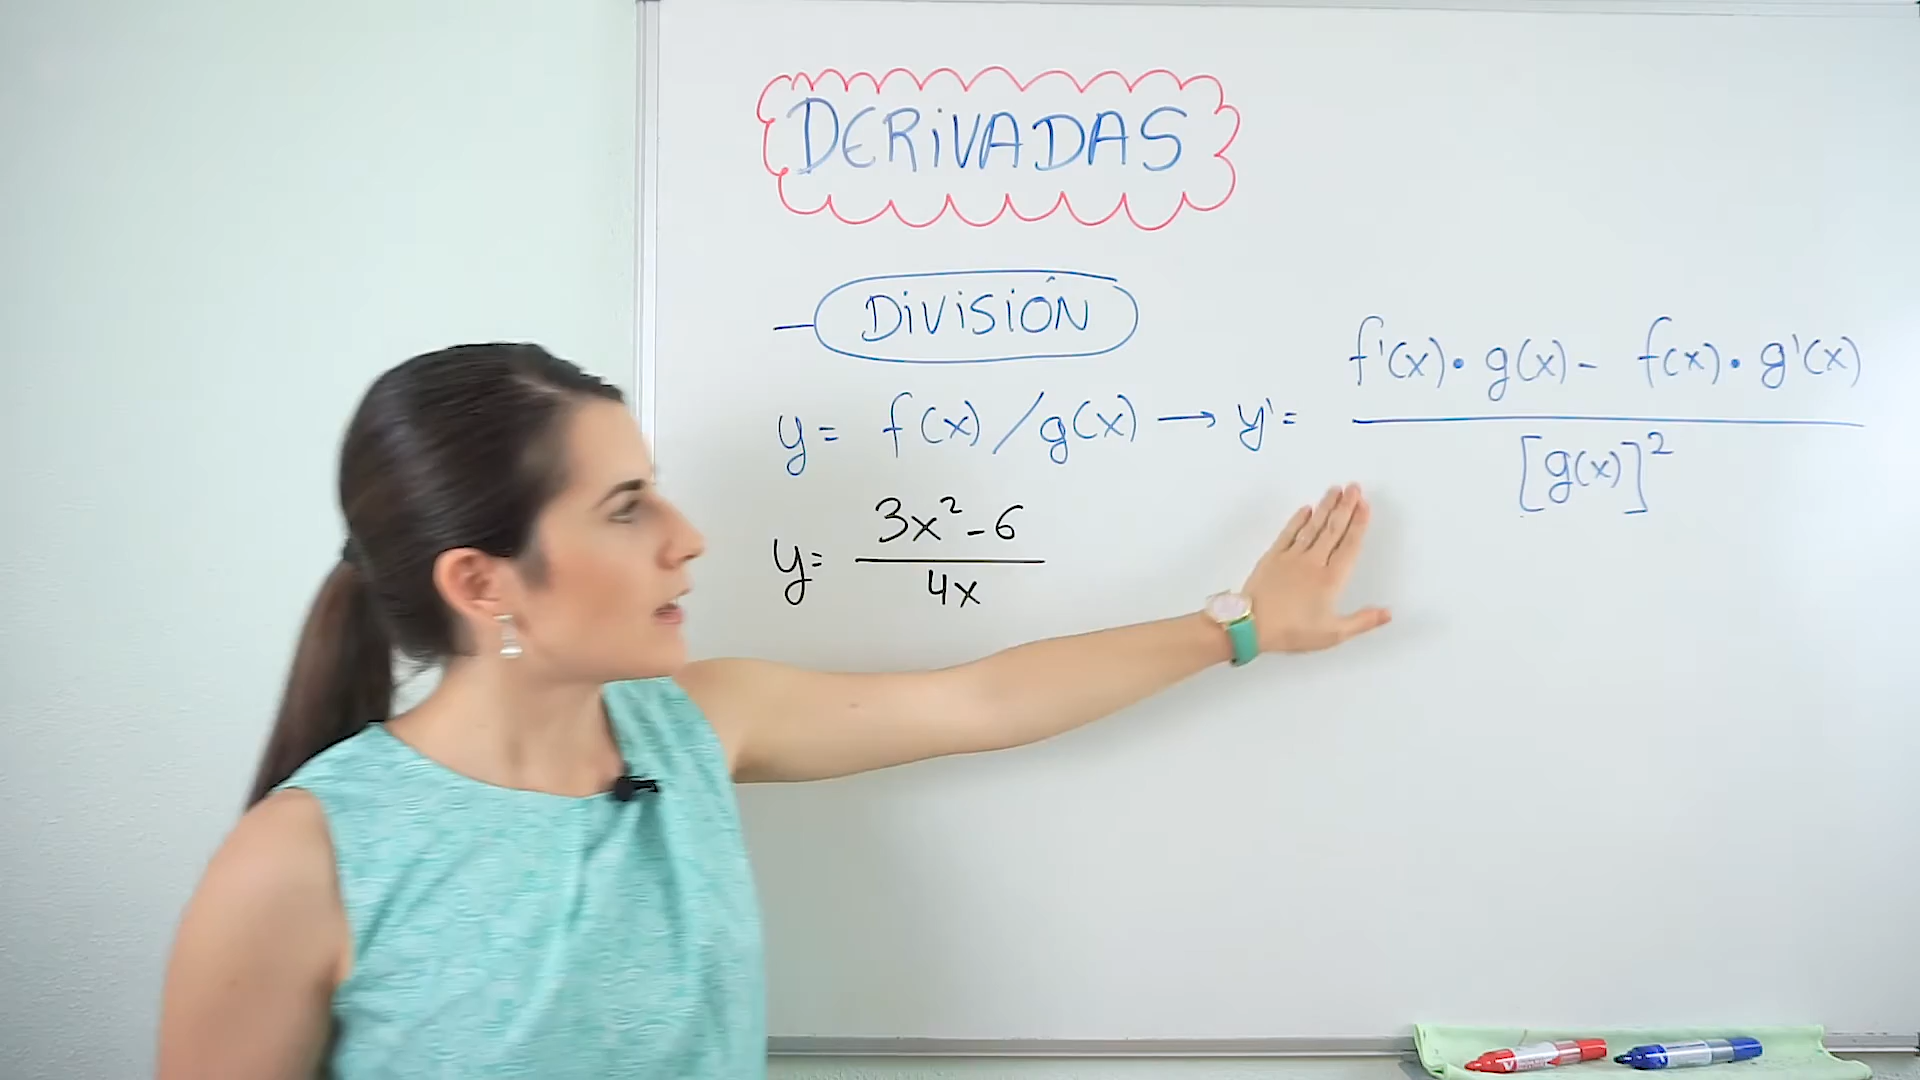 DERiVADAS
– DiViSiÓN
y = f(x) / g(x) → y' = f'(x) · g(x) - f(x) · g'(x) / [g(x)]²
y = 3x² - 6 / 4x